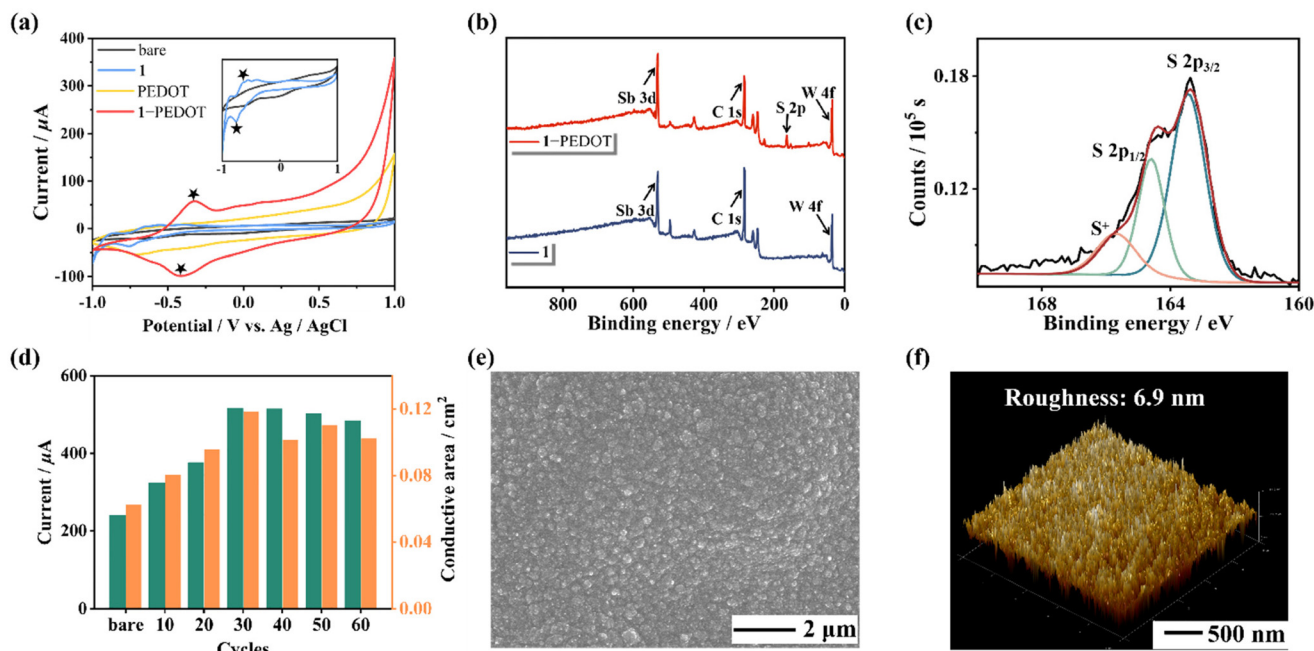 (a)
400
300
200
100
0
-100
Current / µA
-1.0
-0.5
0.0
0.5
1.0
Potential / V vs. Ag / AgCl
bare
1
PEDOT
1−PEDOT
-1
0
1
(b)
Sb 3d
C 1s
S 2p
W 4f
1−PEDOT
Sb 3d
C 1s
W 4f
1
800
600
400
200
0
Binding energy / eV
(c)
S 2p3/2
S 2p1/2
S+
0.18
0.12
Counts / 10⁵ s
168
164
160
Binding energy / eV
(d)
600
400
200
0
Current / µA
0.12
0.08
0.04
0.00
Conductive area / cm²
bare
10
20
30
40
50
60
Cycles
(e)
2 µm
(f)
Roughness: 6.9 nm
500 nm